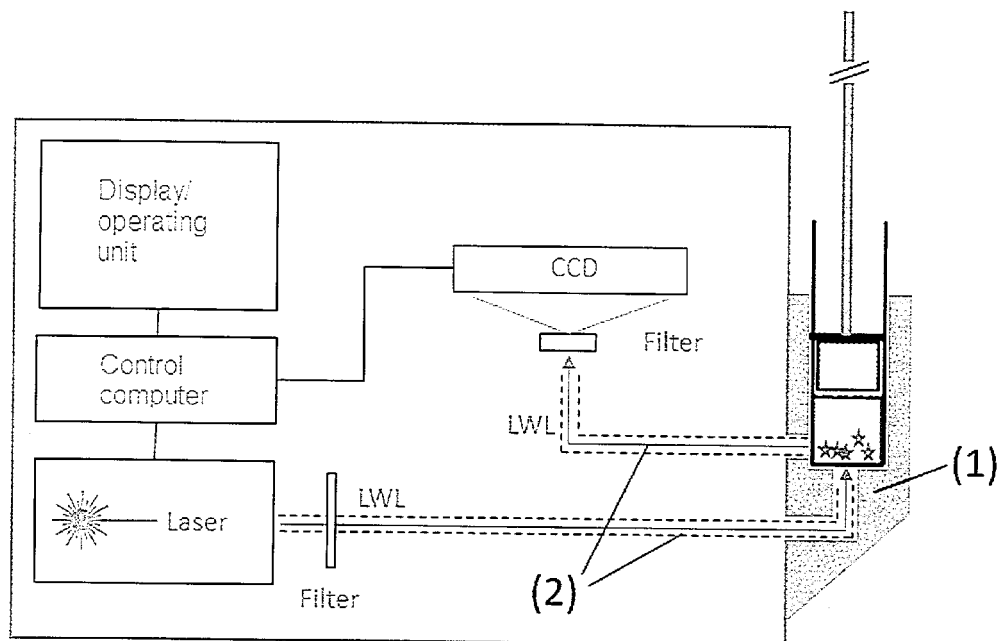 Display/
operating
unit
CCD
Filter
Control
computer
LWL
(1)
LWL
Laser
Filter
(2)